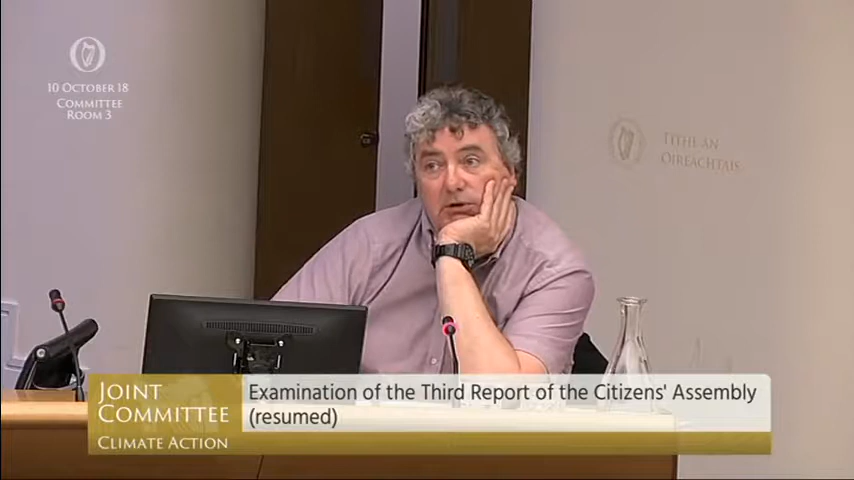 10 October 18
Committee
Room 3
Tithe an
Oireachtais
Joint
Committee
Climate Action
Examination of the Third Report of the Citizens' Assembly
(resumed)